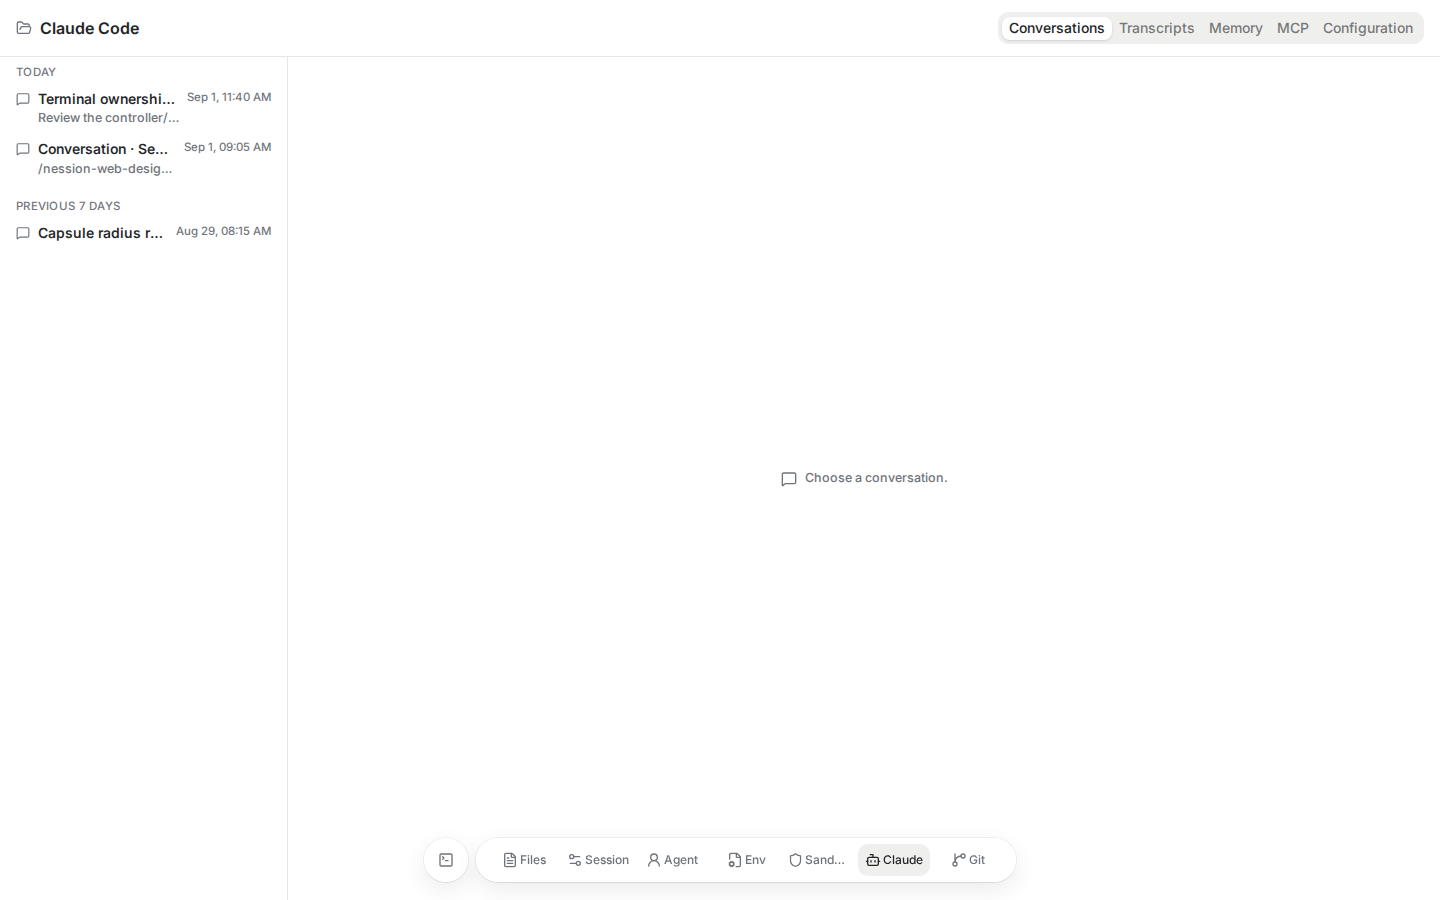 Claude Code
Conversations Transcripts Memory MCP Configuration
TODAY
Terminal ownershi... Sep 1, 11:40 AM
Review the controller/...
Conversation · Se... Sep 1, 09:05 AM
/nession-web-desig...
PREVIOUS 7 DAYS
Capsule radius r... Aug 29, 08:15 AM
Choose a conversation.
Files Session Agent Env Sand... Claude Git